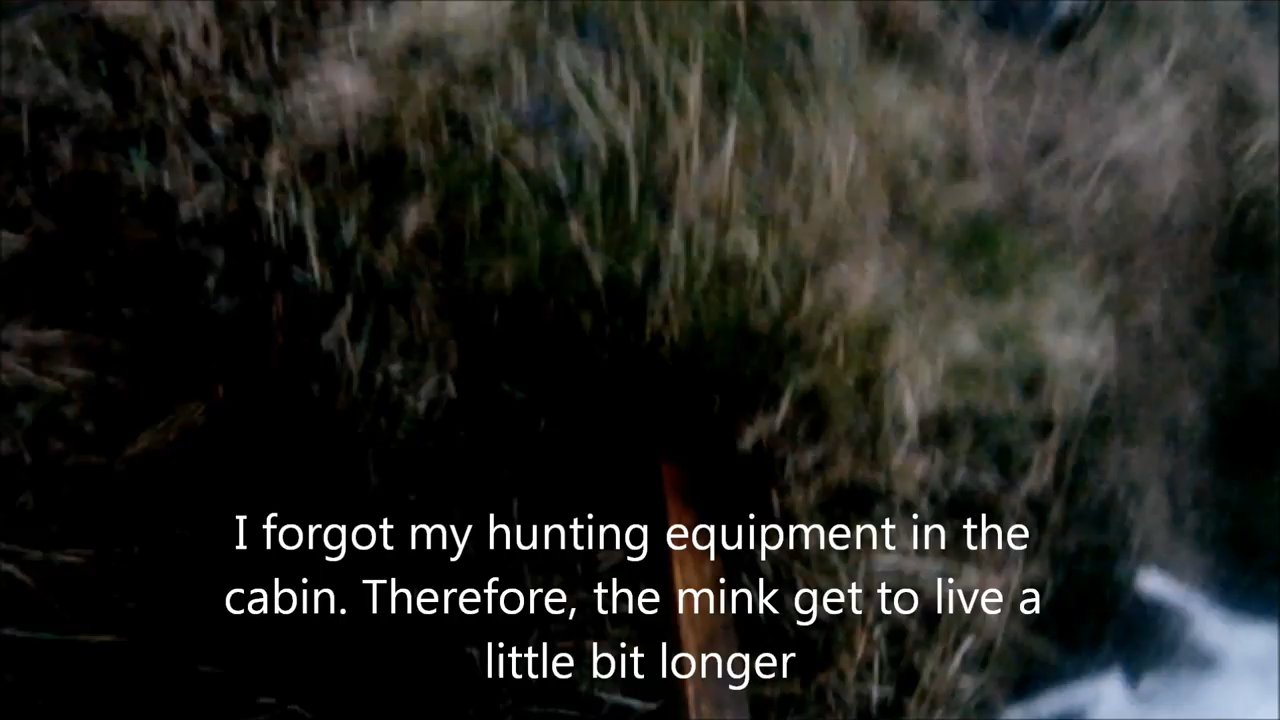 I forgot my hunting equipment in the
cabin. Therefore, the mink get to live a
little bit longer